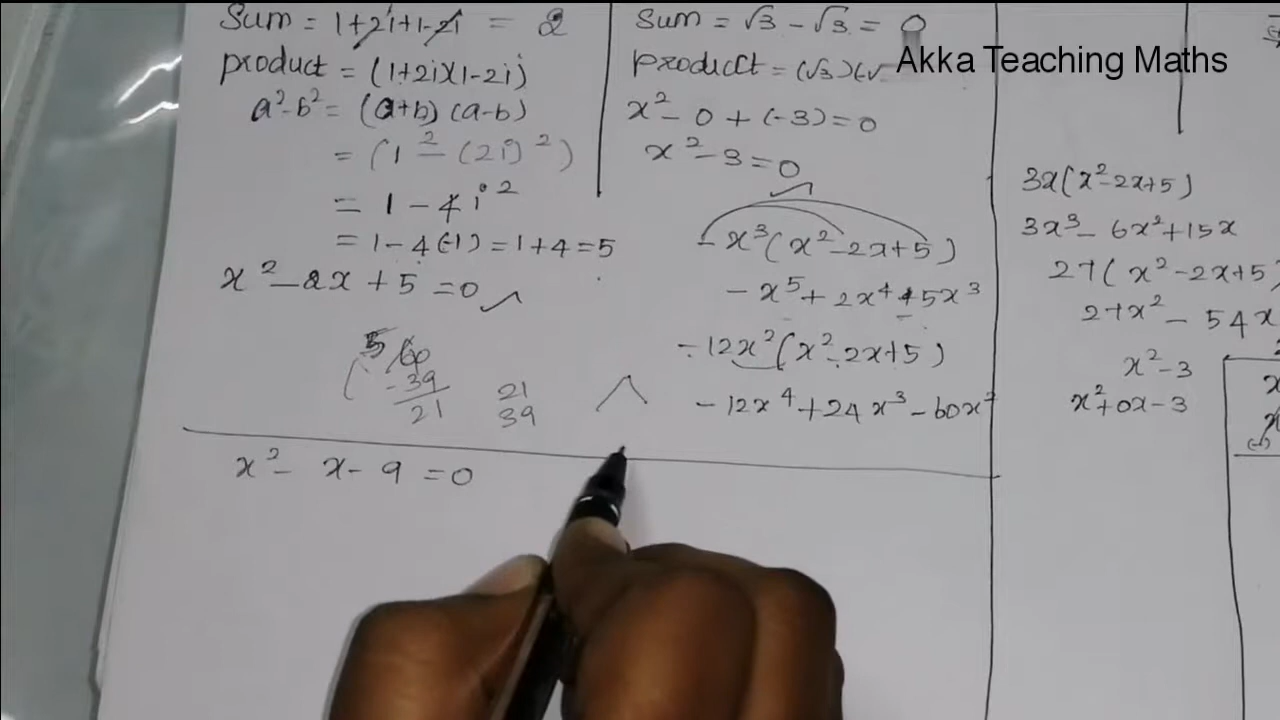 Sum = 1+2i+1-2i = 2
product = (1+2i)(1-2i)
a²-b² = (a+b) (a-b)
= (1² - (2i)²)
= 1 - 4i²
= 1 - 4(-1) = 1+4 = 5
x² - 2x + 5 = 0
60
-39
21
21
39
x² - x - 9 = 0
Sum = √3 - √3 = 0
product = (√3)(-√
x² - 0 + (-3) = 0
x² - 3 = 0
-x³(x² - 2x + 5)
-x⁵ + 2x⁴ + 5x³
-12x²(x² - 2x + 5)
-12x⁴ + 24x³ - 60x²
Akka Teaching Maths
3x(x² - 2x + 5)
3x³ - 6x² + 15x
27(x² - 2x + 5)
27x² - 54x
x² - 3
x² + 0x - 3